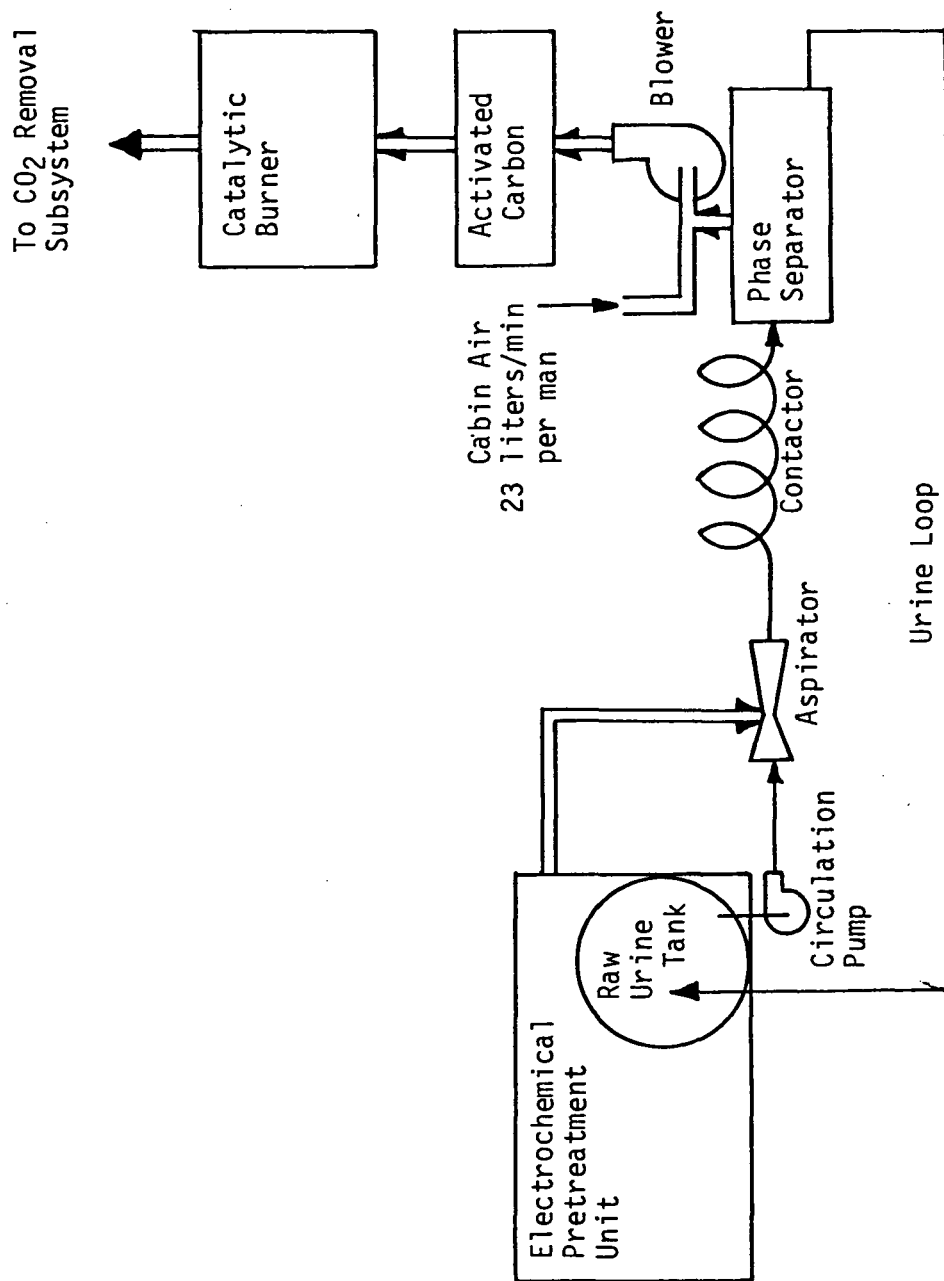 To CO2 Removal
Subsystem
Catalytic
Burner
Activated
Carbon
Blower
Cabin Air
23 liters/min
per man
Phase
Separator
Contactor
Aspirator
Urine Loop
Electrochemical
Pretreatment
Unit
Raw
Urine
Tank
Circulation
Pump